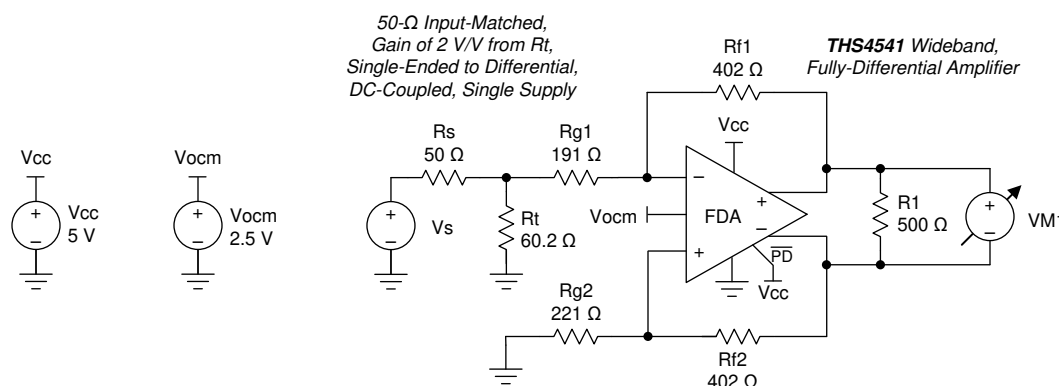 50-Ω Input-Matched,
Gain of 2 V/V from Rt,
Single-Ended to Differential,
DC-Coupled, Single Supply
THS4541 Wideband,
Fully-Differential Amplifier
Rf1
402 Ω
Vcc
Rs
50 Ω
Rg1
191 Ω
Vcc
Vocm
Vcc
5 V
Vocm
2.5 V
Vs
Rt
60.2 Ω
Vocm
FDA
PD
Vcc
R1
500 Ω
VM1
Rg2
221 Ω
Rf2
402 Ω